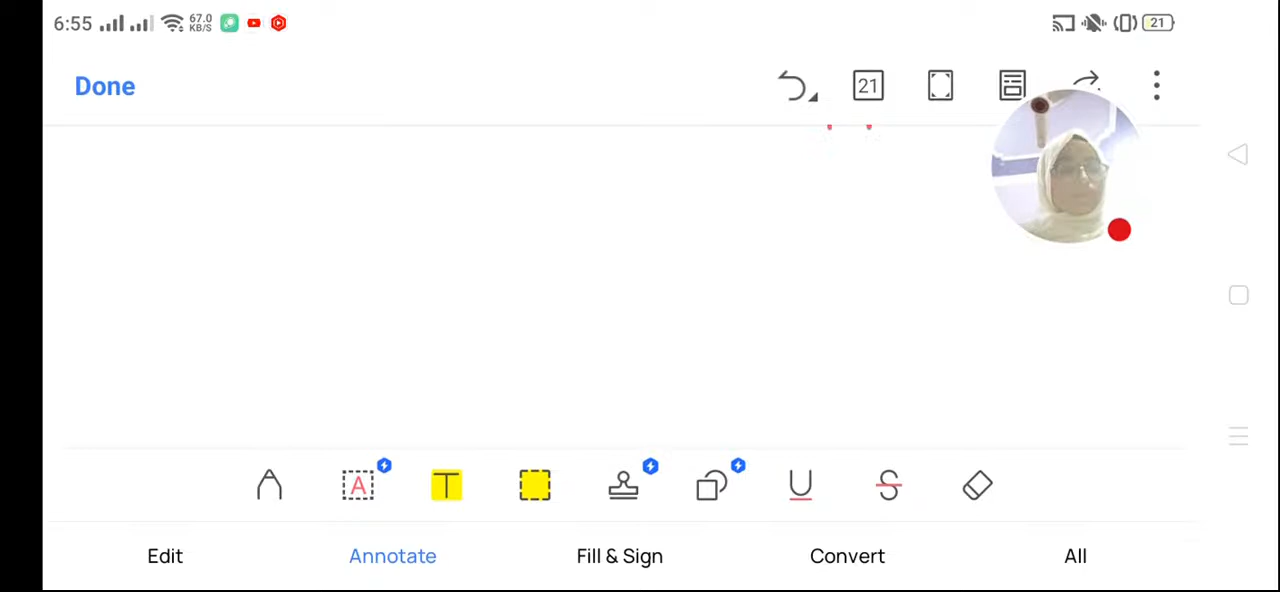 6:55 67.0 KB/S 21
Done 21
A T U S
Edit Annotate Fill & Sign Convert All